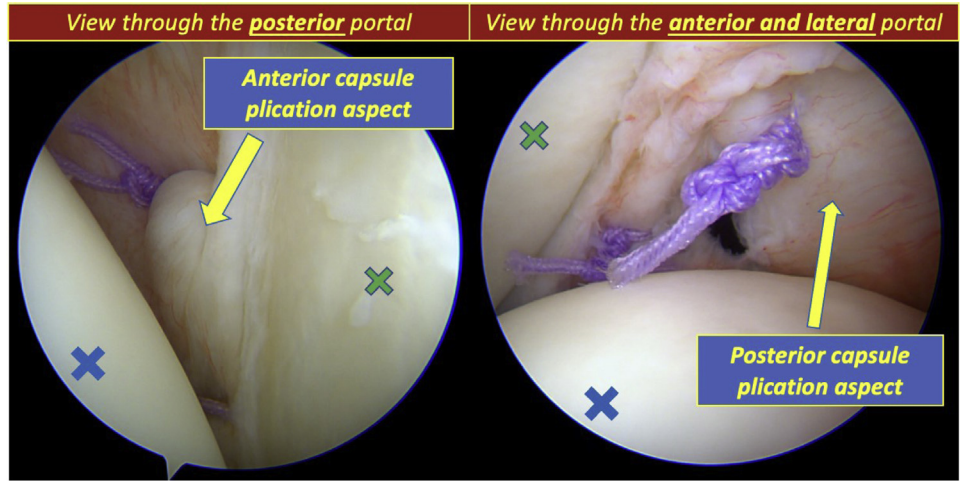 View through the posterior portal
View through the anterior and lateral portal
Anterior capsule
plication aspect
Posterior capsule
plication aspect